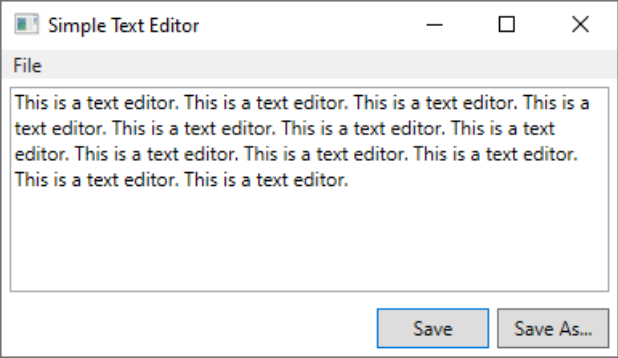 Simple Text Editor
File
This is a text editor. This is a text editor. This is a text editor. This is a
text editor. This is a text editor. This is a text editor. This is a text
editor. This is a text editor. This is a text editor. This is a text editor.
This is a text editor. This is a text editor.
Save
Save As...